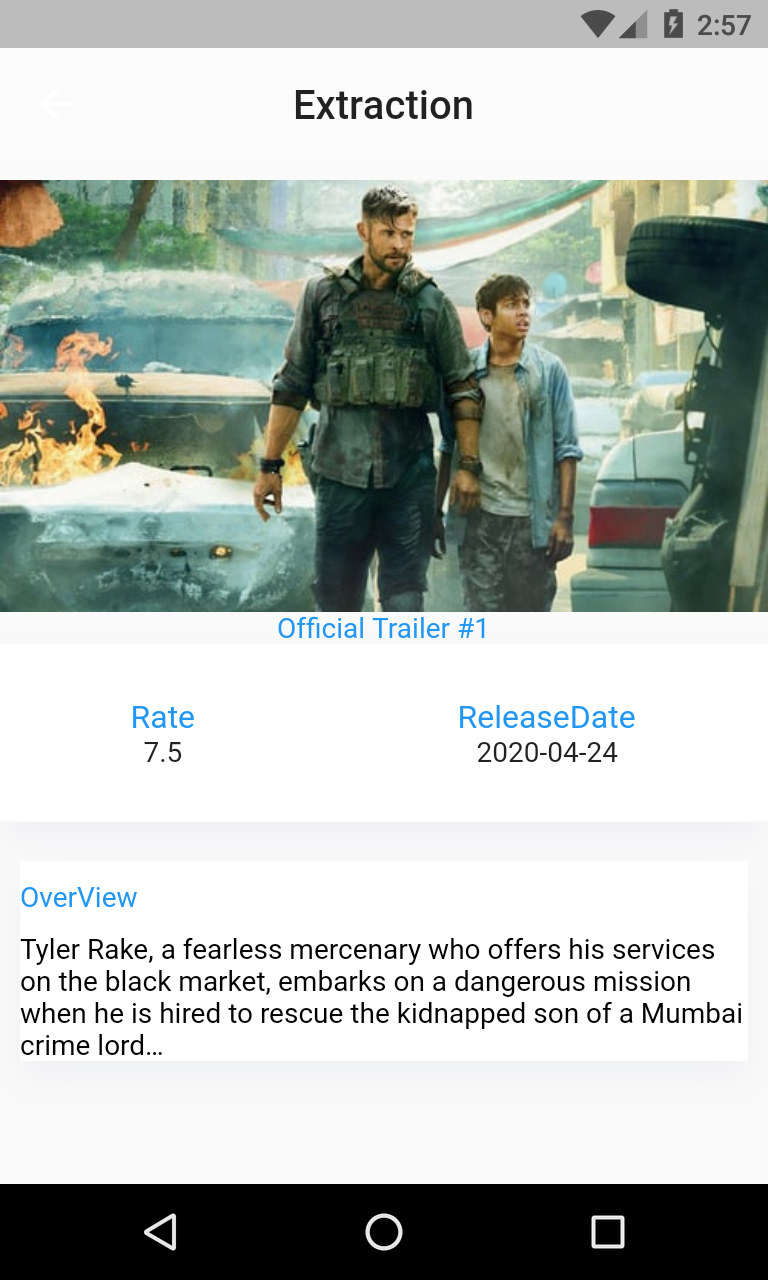 2:57
Extraction
Official Trailer #1
Rate
ReleaseDate
7.5
2020-04-24
OverView
Tyler Rake, a fearless mercenary who offers his services
on the black market, embarks on a dangerous mission
when he is hired to rescue the kidnapped son of a Mumbai
crime lord…